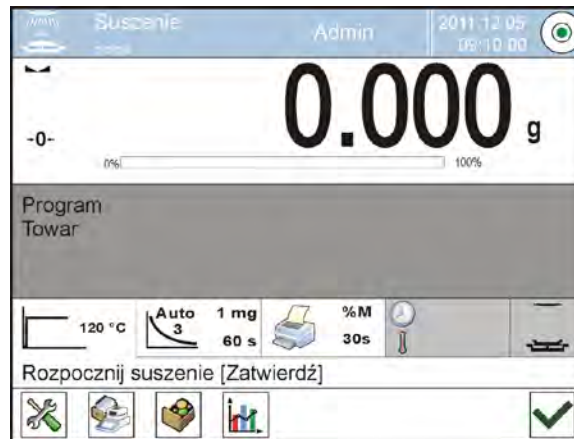 Suszenie
Admin
2011.12.05
09:10:00
0.000 g
-0-
0%
100%
Program
Towar
120 °C
Auto 3
1 mg
60 s
%M
30s
Rozpocznij suszenie [Zatwierdź]